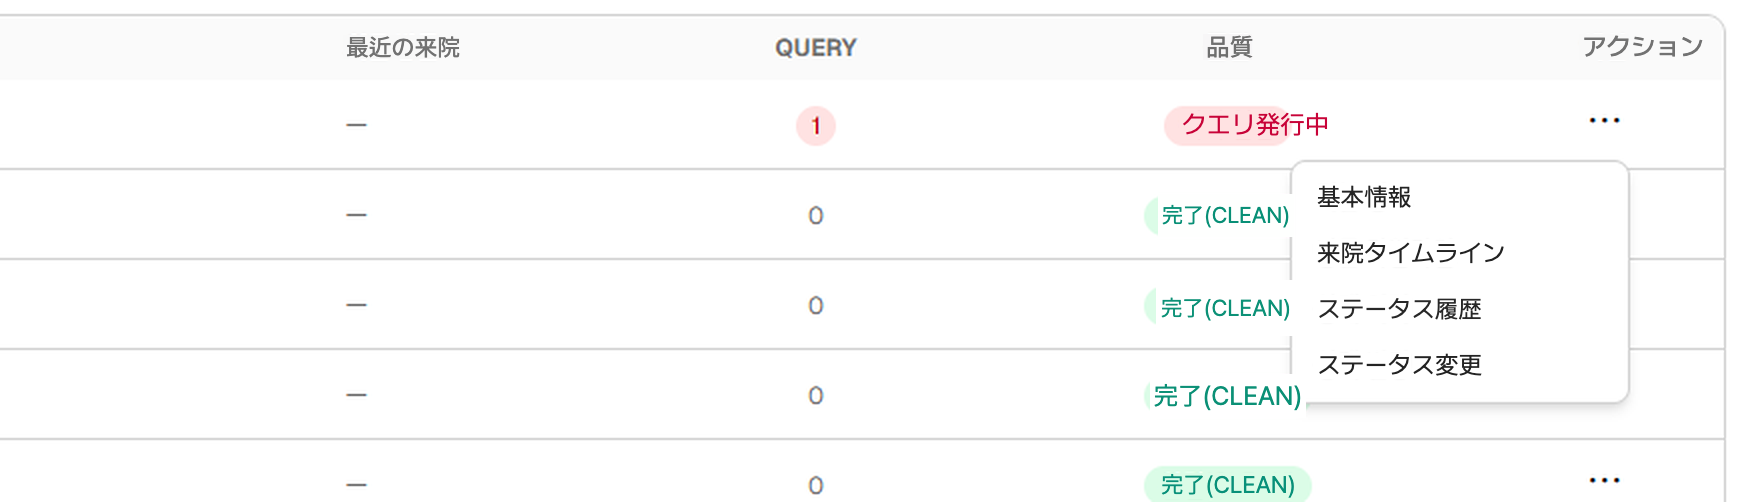 最近の来院 QUERY 品質 アクション
— 1 クエリ発行中 ...
— 0 完了(CLEAN)
— 0 完了(CLEAN)
— 0 完了(CLEAN)
— 0 完了(CLEAN) ...
基本情報
来院タイムライン
ステータス履歴
ステータス変更